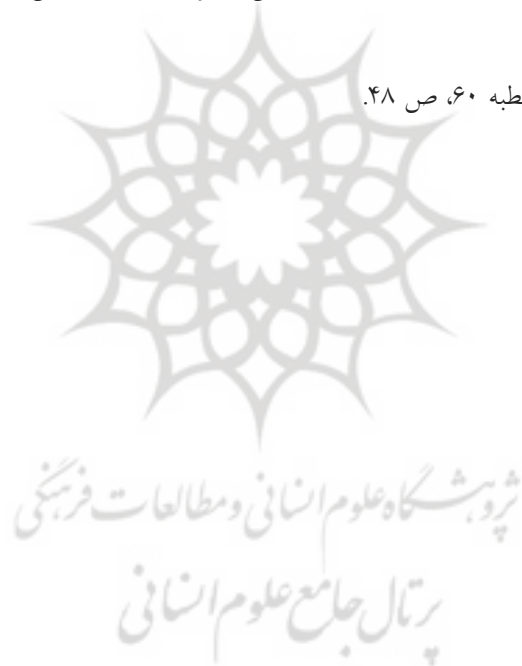 طبه ۶۰، ص ۴۸.
پژوهشگاه علوم انسانی و مطالعات فرهنگی
پرتال جامع علوم انسانی